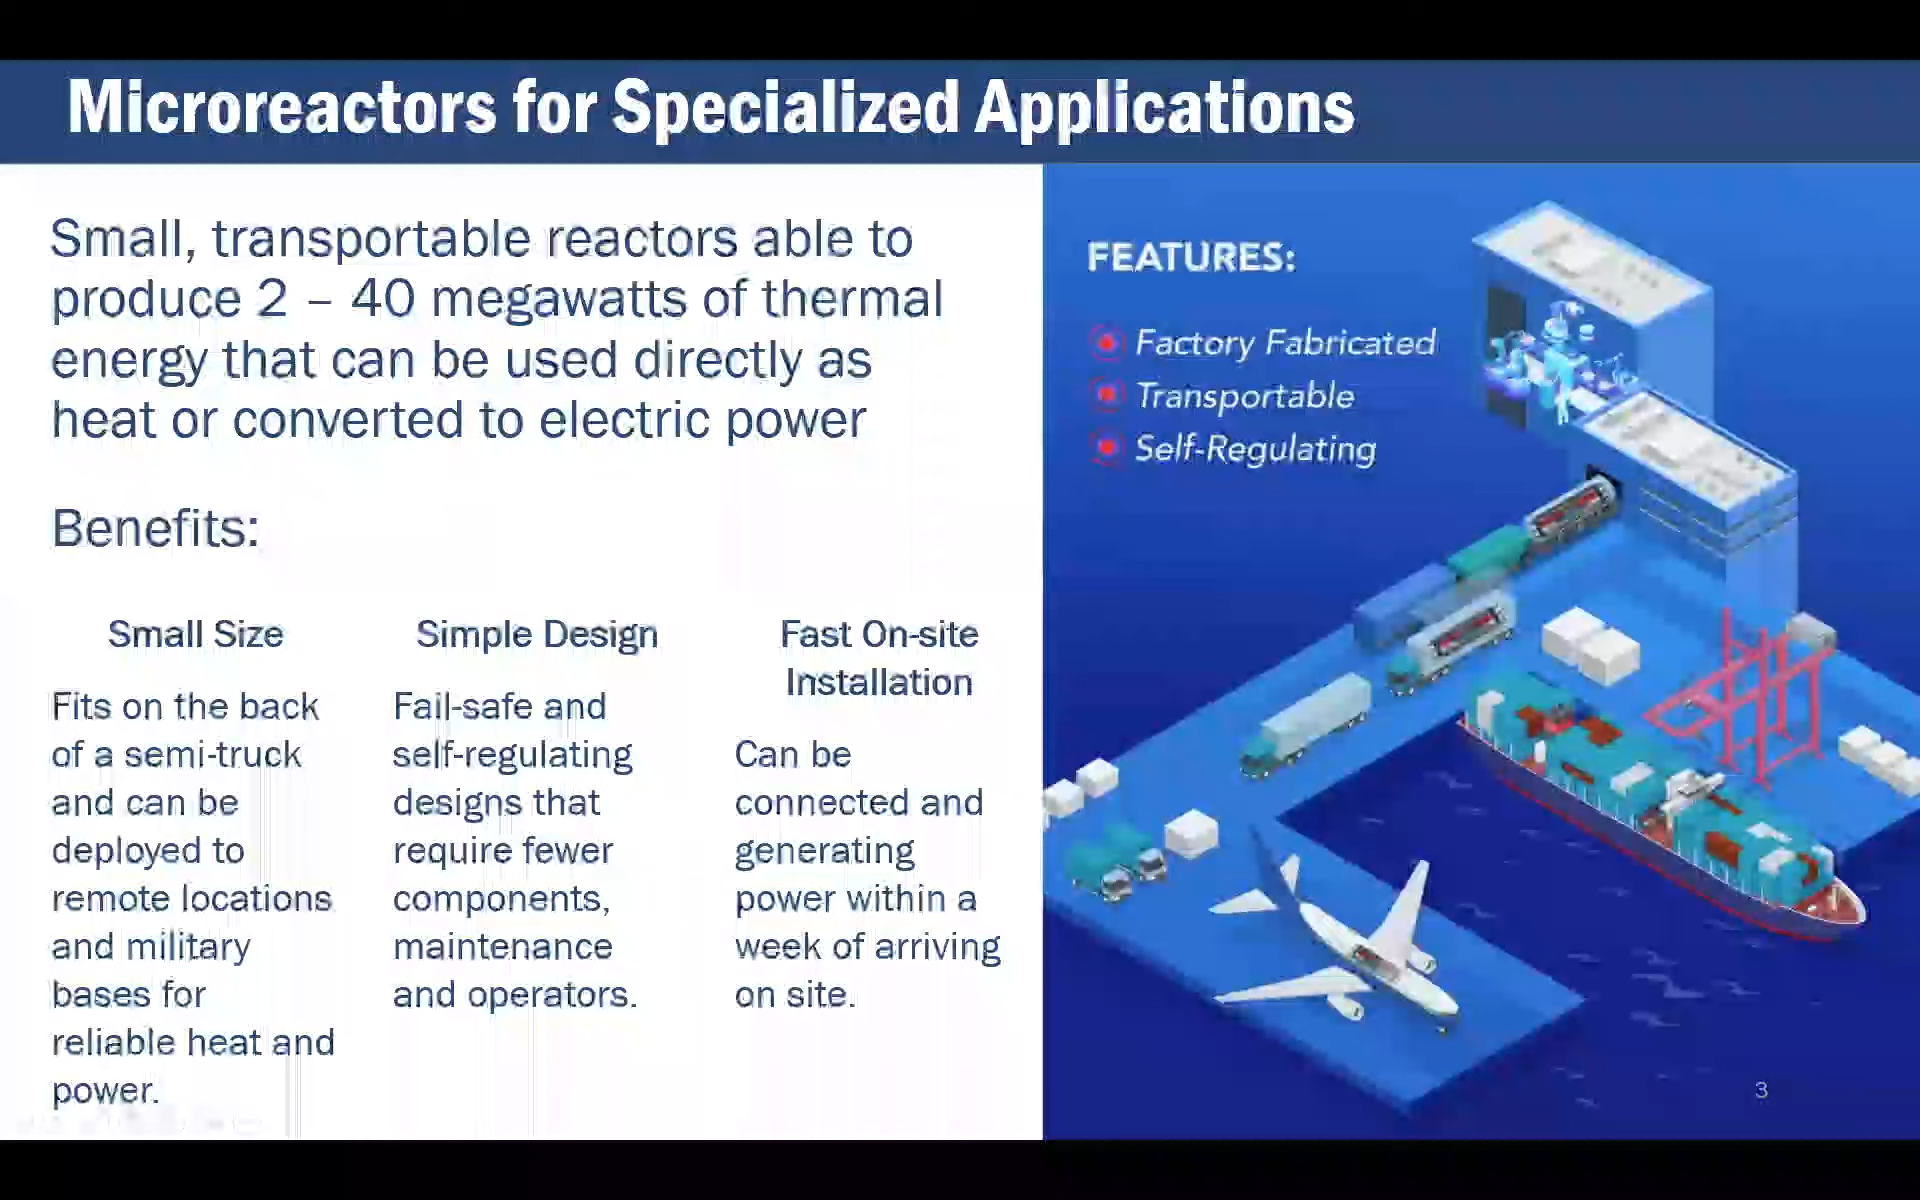 Microreactors for Specialized Applications
Small, transportable reactors able to
produce 2 – 40 megawatts of thermal
energy that can be used directly as
heat or converted to electric power
Benefits:
Small Size
Fits on the back
of a semi-truck
and can be
deployed to
remote locations
and military
bases for
reliable heat and
power.
Simple Design
Fail-safe and
self-regulating
designs that
require fewer
components,
maintenance
and operators.
Fast On-site
Installation
Can be
connected and
generating
power within a
week of arriving
on site.
FEATURES:
Factory Fabricated
Transportable
Self-Regulating
3